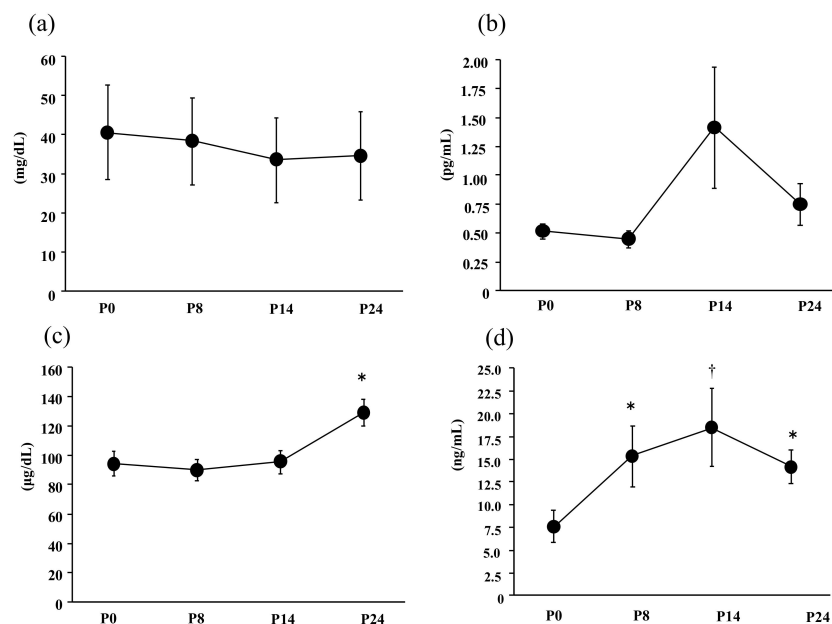 (a)
60
50
40
30
20
10
0
(mg/dL)
P0 P8 P14 P24
(b)
2.00
1.75
1.50
1.25
1.00
0.75
0.50
0.25
0
(pg/mL)
P0 P8 P14 P24
(c)
160
140
120
100
80
60
40
20
0
(μg/dL)
*
P0 P8 P14 P24
(d)
25.0
22.5
20.0
17.5
15.0
12.5
10.0
7.5
5.0
2.5
0
(ng/mL)
* † *
P0 P8 P14 P24